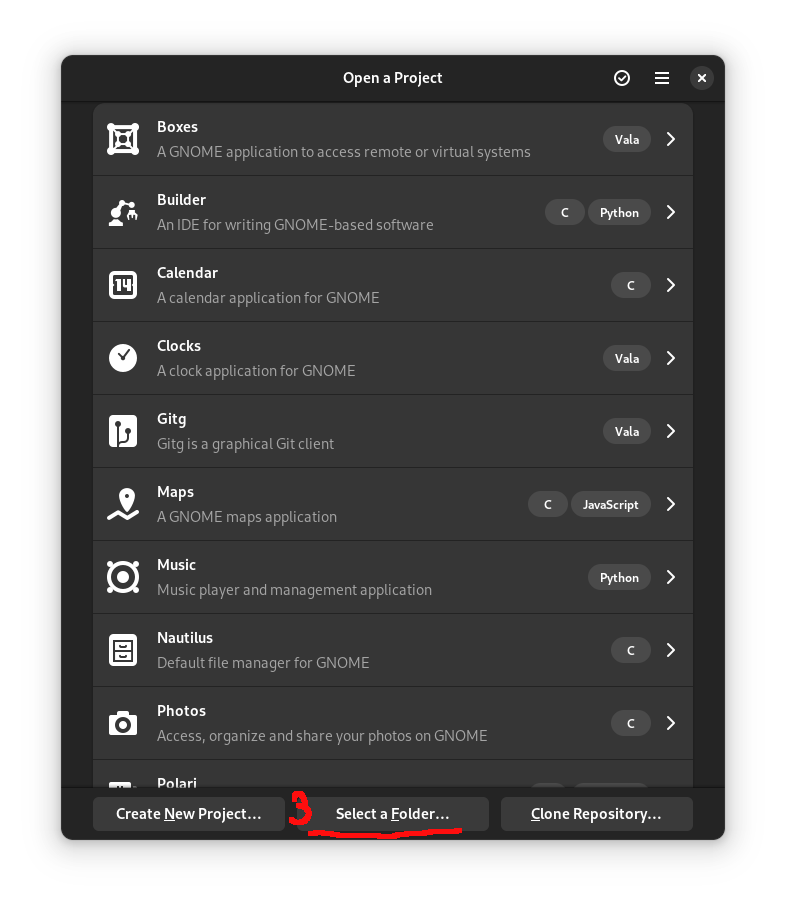 Open a Project
Boxes
A GNOME application to access remote or virtual systems
Vala
Builder
An IDE for writing GNOME-based software
C
Python
Calendar
A calendar application for GNOME
C
14
Clocks
A clock application for GNOME
Vala
Gitg
Gitg is a graphical Git client
Vala
Maps
A GNOME maps application
C
JavaScript
Music
Music player and management application
Python
Nautilus
Default file manager for GNOME
C
Photos
Access, organize and share your photos on GNOME
C
Polari
Create New Project...
3
Select a Folder...
Clone Repository...